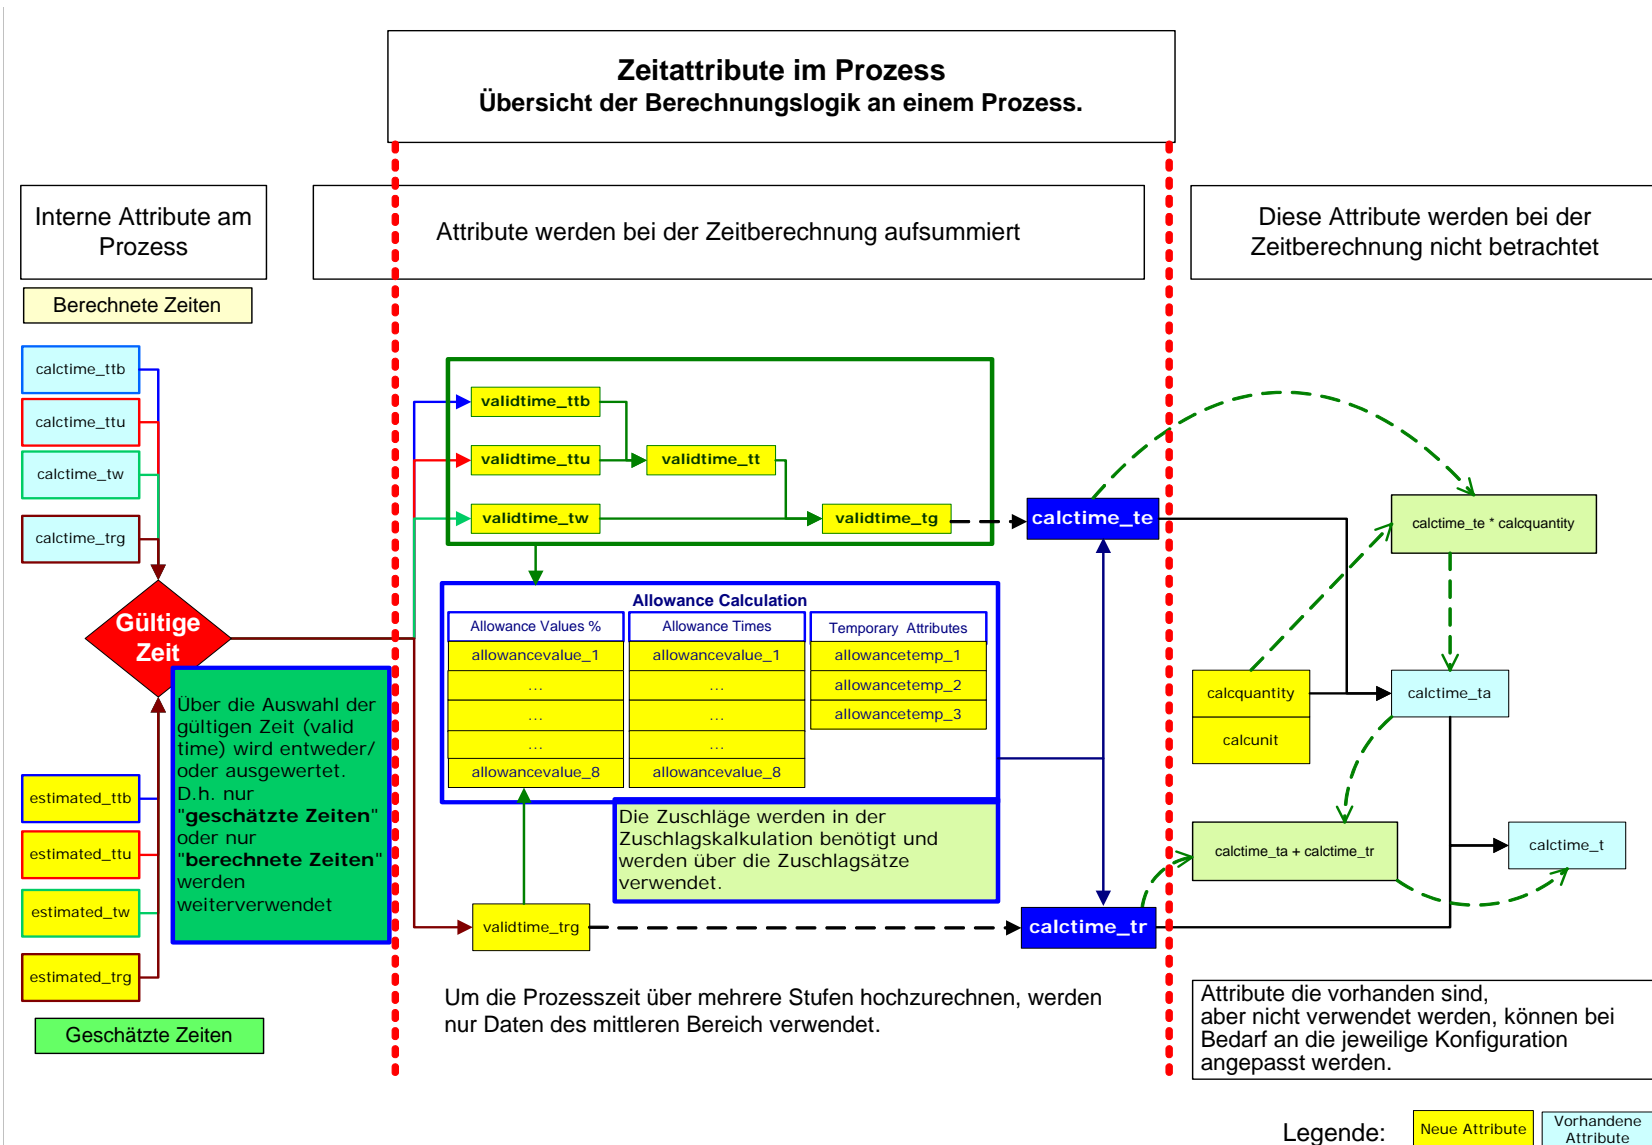 Zeitattribute im Prozess
Übersicht der Berechnungslogik an einem Prozess.
Interne Attribute am
Prozess
Attribute werden bei der Zeitberechnung aufsummiert
Diese Attribute werden bei der
Zeitberechnung nicht betrachtet
Berechnete Zeiten
calctime_ttb
calctime_ttu
calctime_tw
calctime_trg
Gültige
Zeit
Über die Auswahl der
gültigen Zeit (valid
time) wird entweder/
oder ausgewertet.
D.h. nur
"geschätzte Zeiten"
oder nur
"berechnete Zeiten"
werden
weiterverwendet
estimated_ttb
estimated_ttu
estimated_tw
estimated_trg
Geschätzte Zeiten
validtime_ttb
validtime_ttu
validtime_tt
validtime_tw
validtime_tg
Allowance Calculation
Allowance Values %
Allowance Times
Temporary Attributes
allowancevalue_1
allowancevalue_1
allowancetemp_1
...
...
allowancetemp_2
...
...
allowancetemp_3
...
...
allowancevalue_8
allowancevalue_8
Die Zuschläge werden in der
Zuschlagskalkulation benötigt und
werden über die Zuschlagsätze
verwendet.
validtime_trg
calctime_te
calctime_tr
Um die Prozesszeit über mehrere Stufen hochzurechnen, werden
nur Daten des mittleren Bereich verwendet.
calctime_te * calcquantity
calcquantity
calcunit
calctime_ta
calctime_ta + calctime_tr
calctime_t
Attribute die vorhanden sind,
aber nicht verwendet werden, können bei
Bedarf an die jeweilige Konfiguration
angepasst werden.
Legende:
Neue Attribute
Vorhandene
Attribute